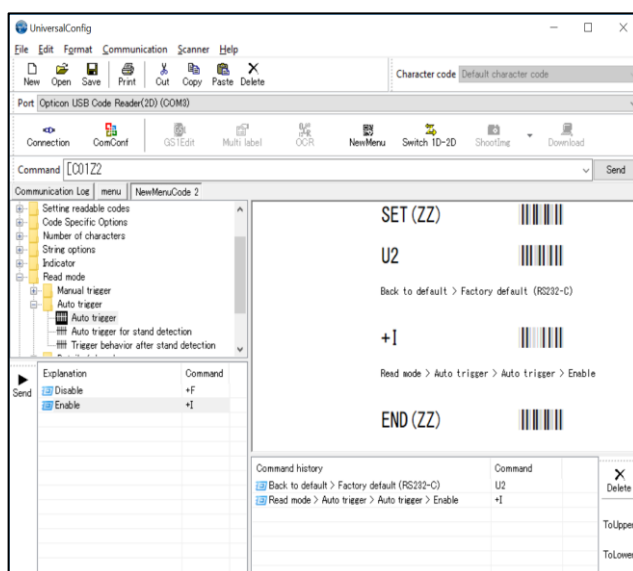 UniversalConfig
File Edit Format Communication Scanner Help
New Open Save Print Cut Copy Paste Delete
Character code Default character code
Port Opticon USB Code Reader(2D) (COM3)
Connection ComConf GS1Edit Multi label OCR NewMenu Switch 1D-2D ShootImg Download
Command [C01Z2 Send
Communication Log menu NewMenuCode 2
Setting readable codes
Code Specific Options
Number of characters
String options
Indicator
Read mode
Manual trigger
Auto trigger
Auto trigger
Auto trigger for stand detection
Trigger behavior after stand detection
SET(ZZ)
U2
Back to default > Factory default (RS232-C)
+I
Read mode > Auto trigger > Auto trigger > Enable
END(ZZ)
Send
Explanation Command
Disable +F
Enable +I
Command history Command
Back to default > Factory default (RS232-C) U2
Read mode > Auto trigger > Auto trigger > Enable +I
Delete
ToUpper
ToLower